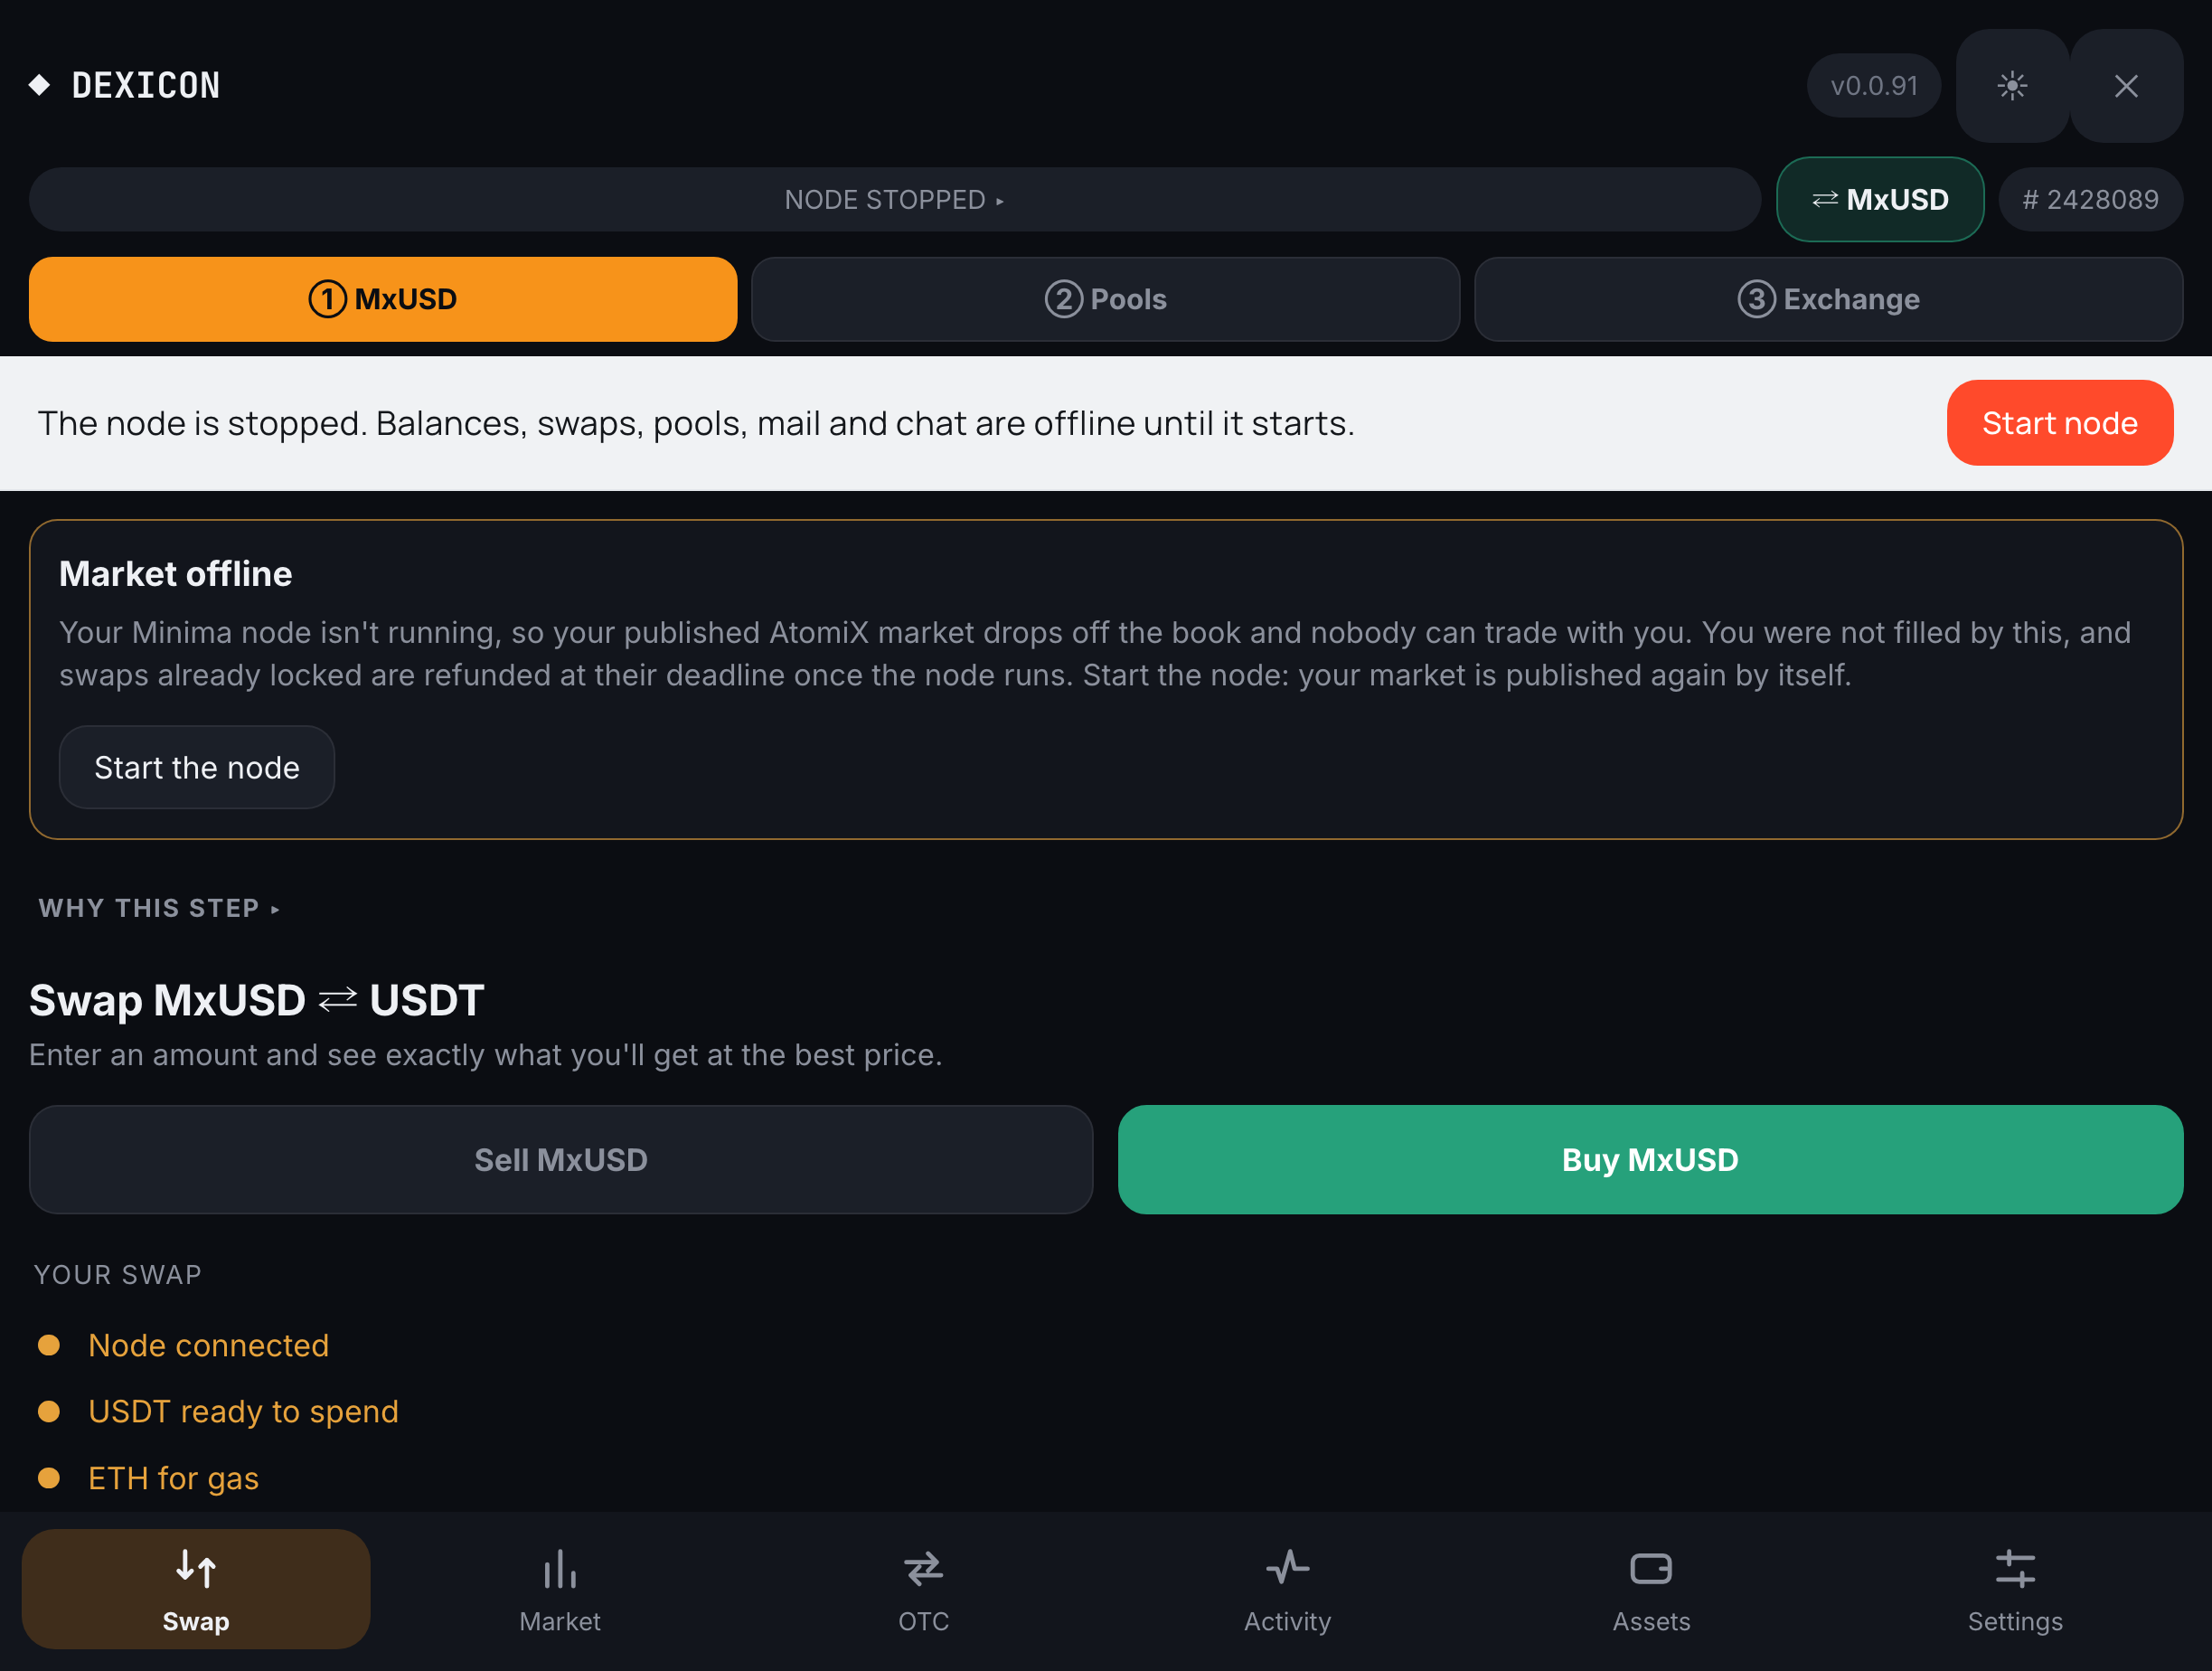 ◆ DEXICON
v0.0.91
NODE STOPPED ▸
⇄ MxUSD
# 2428089
① MxUSD
② Pools
③ Exchange
The node is stopped. Balances, swaps, pools, mail and chat are offline until it starts.
Start node
Market offline
Your Minima node isn't running, so your published AtomiX market drops off the book and nobody can trade with you. You were not filled by this, and
swaps already locked are refunded at their deadline once the node runs. Start the node: your market is published again by itself.
Start the node
WHY THIS STEP ▸
Swap MxUSD ⇄ USDT
Enter an amount and see exactly what you'll get at the best price.
Sell MxUSD
Buy MxUSD
YOUR SWAP
Node connected
USDT ready to spend
ETH for gas
Swap
Market
OTC
Activity
Assets
Settings